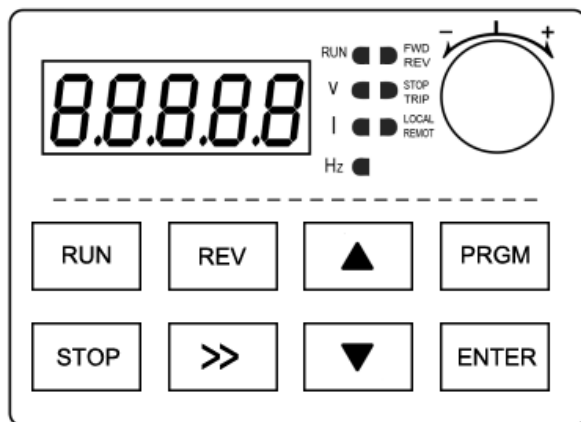 8.8.8.8.8
− +
RUN FWD
REV
V STOP
TRIP
I LOCAL
REMOT
Hz
RUN REV ▲ PRGM
STOP >> ▼ ENTER